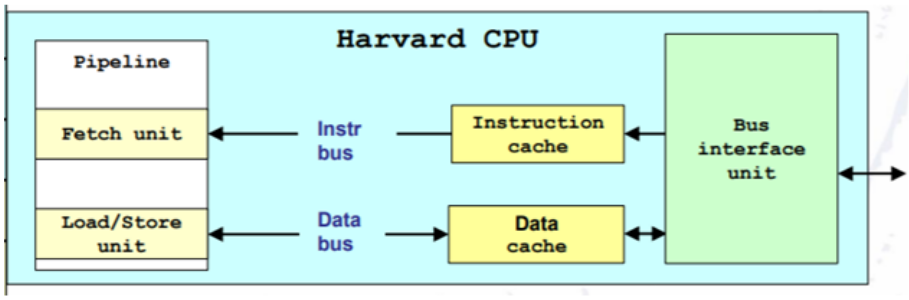 Harvard CPU
Pipeline
Fetch unit
Instr
bus
Instruction
cache
Bus
interface
unit
Load/Store
unit
Data
bus
Data
cache